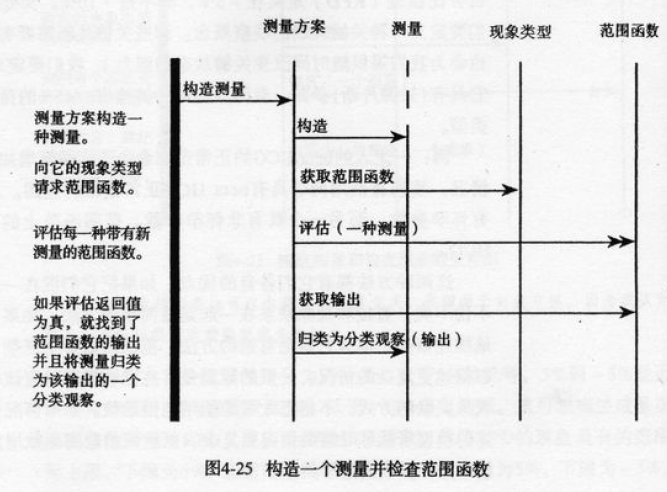 测量方案
测量
现象类型
范围函数
构造测量
测量方案构造一
种测量。
构造
向它的现象类型
请求范围函数。
获取范围函数
评估每一种带有新
测量的范围函数。
评估（一种测量）
如果评估返回值
为真，就找到了
范围函数的输出
并且将测量归类
为该输出的一个
分类观察。
获取输出
归类为分类观察（输出）
图4-25 构造一个测量并检查范围函数